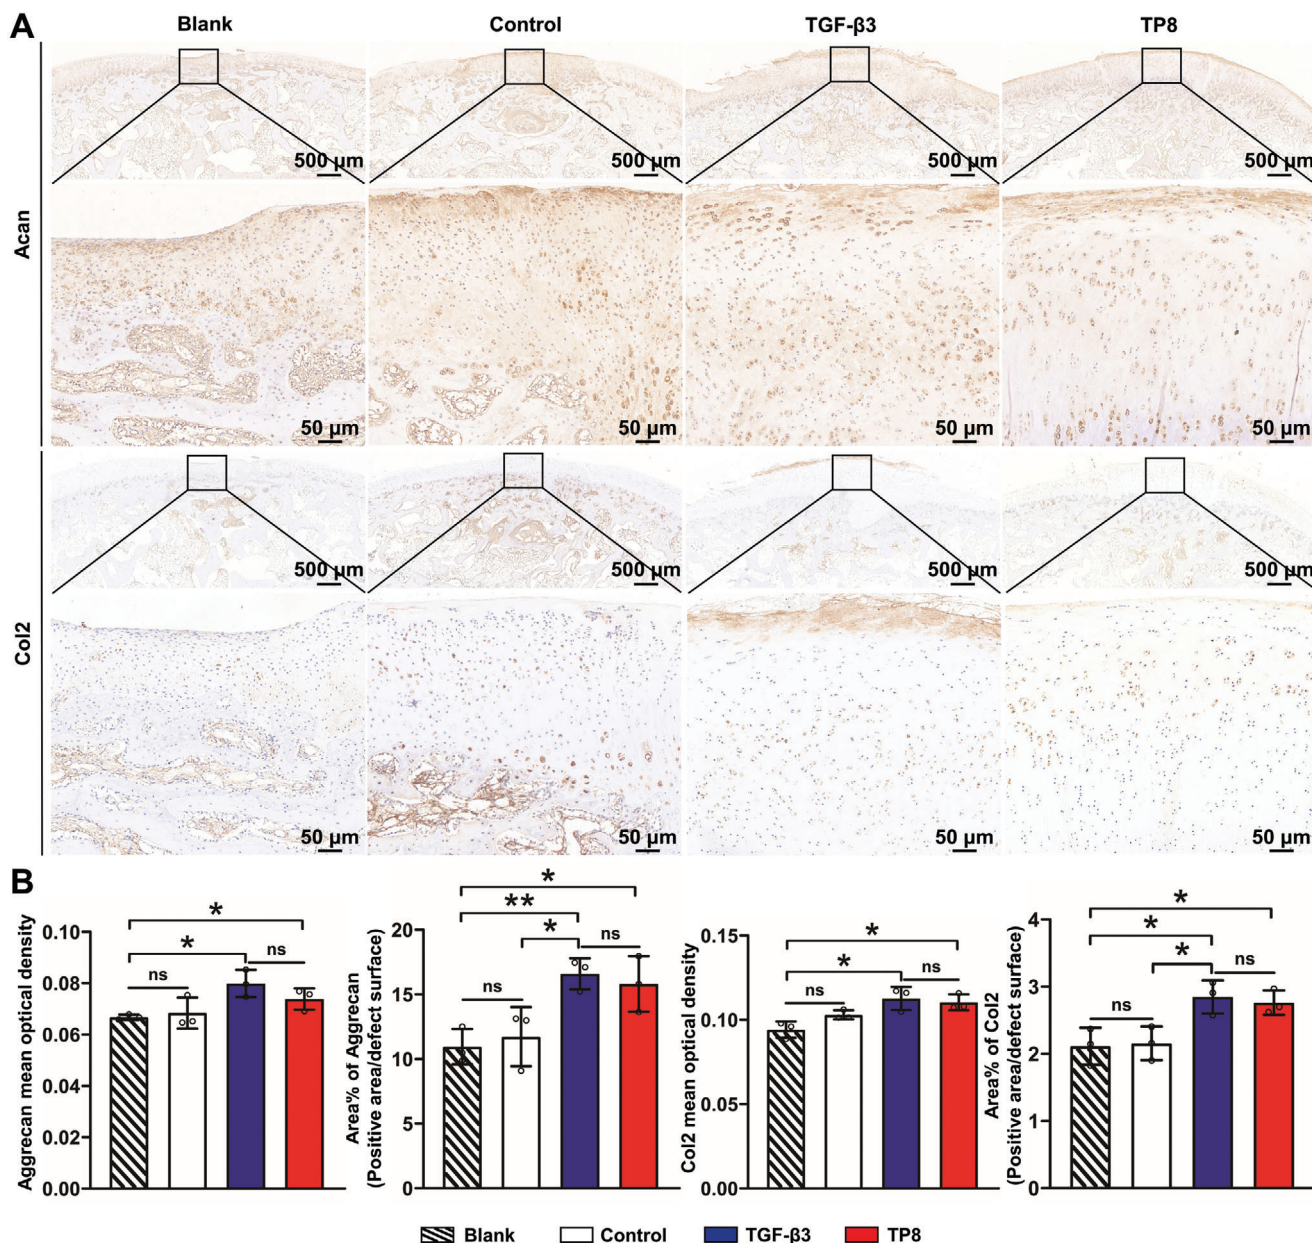 A
Blank
Control
TGF-β3
TP8
Acan
500 µm
500 µm
500 µm
500 µm
50 µm
50 µm
50 µm
50 µm
Col2
500 µm
500 µm
500 µm
500 µm
50 µm
50 µm
50 µm
50 µm
B
Aggrecan mean optical density
0.10
0.08
0.06
0.04
0.02
0.00
*
*
ns
ns
Area% of Aggrecan
(Positive area/defect surface)
20
15
10
5
0
*
**
*
ns
ns
Col2 mean optical density
0.15
0.10
0.05
0.00
*
*
ns
ns
Area% of Col2
(Positive area/defect surface)
4
3
2
1
0
*
*
*
ns
ns
Blank
Control
TGF-β3
TP8